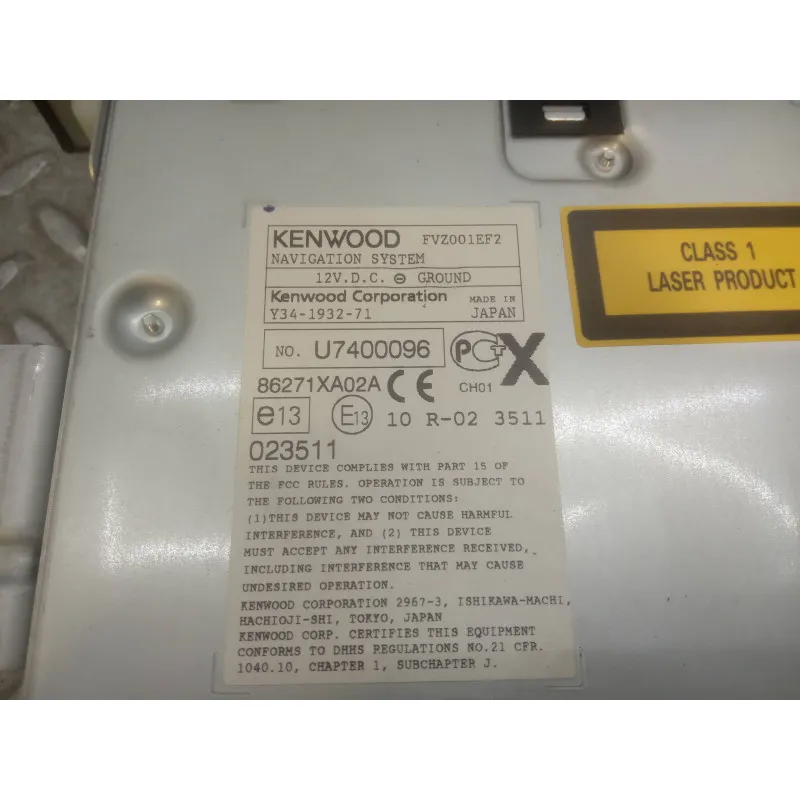 KENWOOD FVZ001EF2
NAVIGATION SYSTEM
12V.D.C. ⊖ GROUND
Kenwood Corporation MADE IN
Y34-1932-71 JAPAN
NO. U7400096
PCT X
86271XA02A CE CH01
e13 E13 10 R-02 3511
023511
THIS DEVICE COMPLIES WITH PART 15 OF
THE FCC RULES. OPERATION IS SUBJECT TO
THE FOLLOWING TWO CONDITIONS:
(1)THIS DEVICE MAY NOT CAUSE HARMFUL
INTERFERENCE, AND (2) THIS DEVICE
MUST ACCEPT ANY INTERFERENCE RECEIVED,
INCLUDING INTERFERENCE THAT MAY CAUSE
UNDESIRED OPERATION.
KENWOOD CORPORATION 2967-3, ISHIKAWA-MACHI,
HACHIOJI-SHI, TOKYO, JAPAN
KENWOOD CORP. CERTIFIES THIS EQUIPMENT
CONFORMS TO DHHS REGULATIONS NO.21 CFR.
1040.10, CHAPTER 1, SUBCHAPTER J.
CLASS 1
LASER PRODUCT